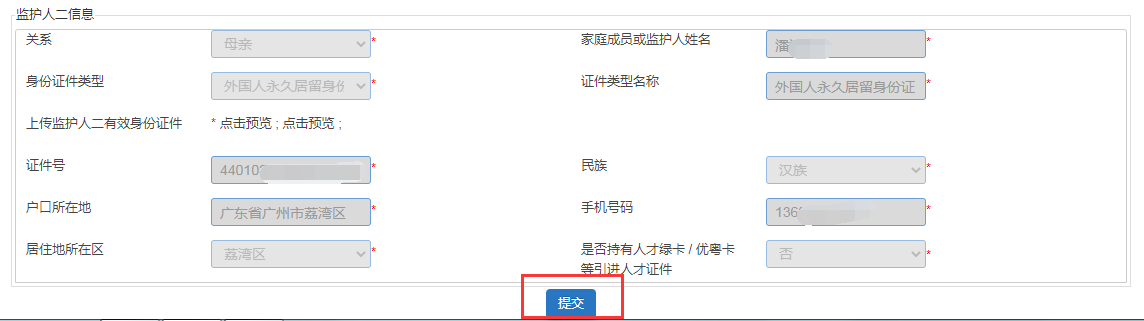 监护人二信息
关系 母亲 * 家庭成员或监护人姓名 潘 *
身份证件类型 外国人永久居留身份 * 证件类型名称 外国人永久居留身份证 *
上传监护人二有效身份证件 * 点击预览 ; 点击预览 ;
证件号 44010 * 民族 汉族 *
户口所在地 广东省广州市荔湾区 * 手机号码 136 *
居住地所在区 荔湾区 * 是否持有人才绿卡 / 优粤卡 否 *
等引进人才证件
提交